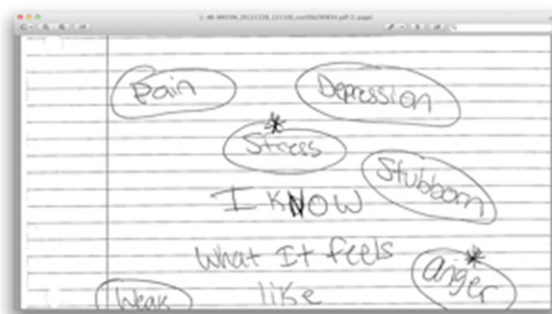 Pain
Depression
*
Stress
Stubborn
I KNOW
What It feels
*
Anger
like
Weak